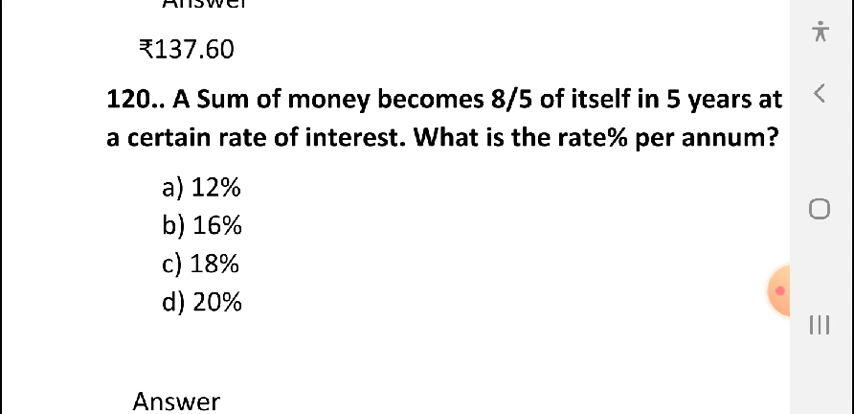 Answer
₹137.60
120.. A Sum of money becomes 8/5 of itself in 5 years at
a certain rate of interest. What is the rate% per annum?
a) 12%
b) 16%
c) 18%
d) 20%
Answer